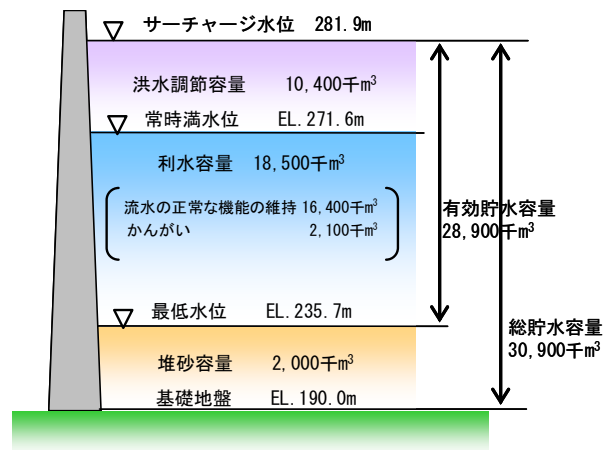 サーチャージ水位 281.9m
洪水調節容量 10,400千m³
常時満水位 EL.271.6m
利水容量 18,500千m³
流水の正常な機能の維持 16,400千m³
かんがい 2,100千m³
有効貯水容量
28,900千m³
最低水位 EL.235.7m
総貯水容量
30,900千m³
堆砂容量 2,000千m³
基礎地盤 EL.190.0m